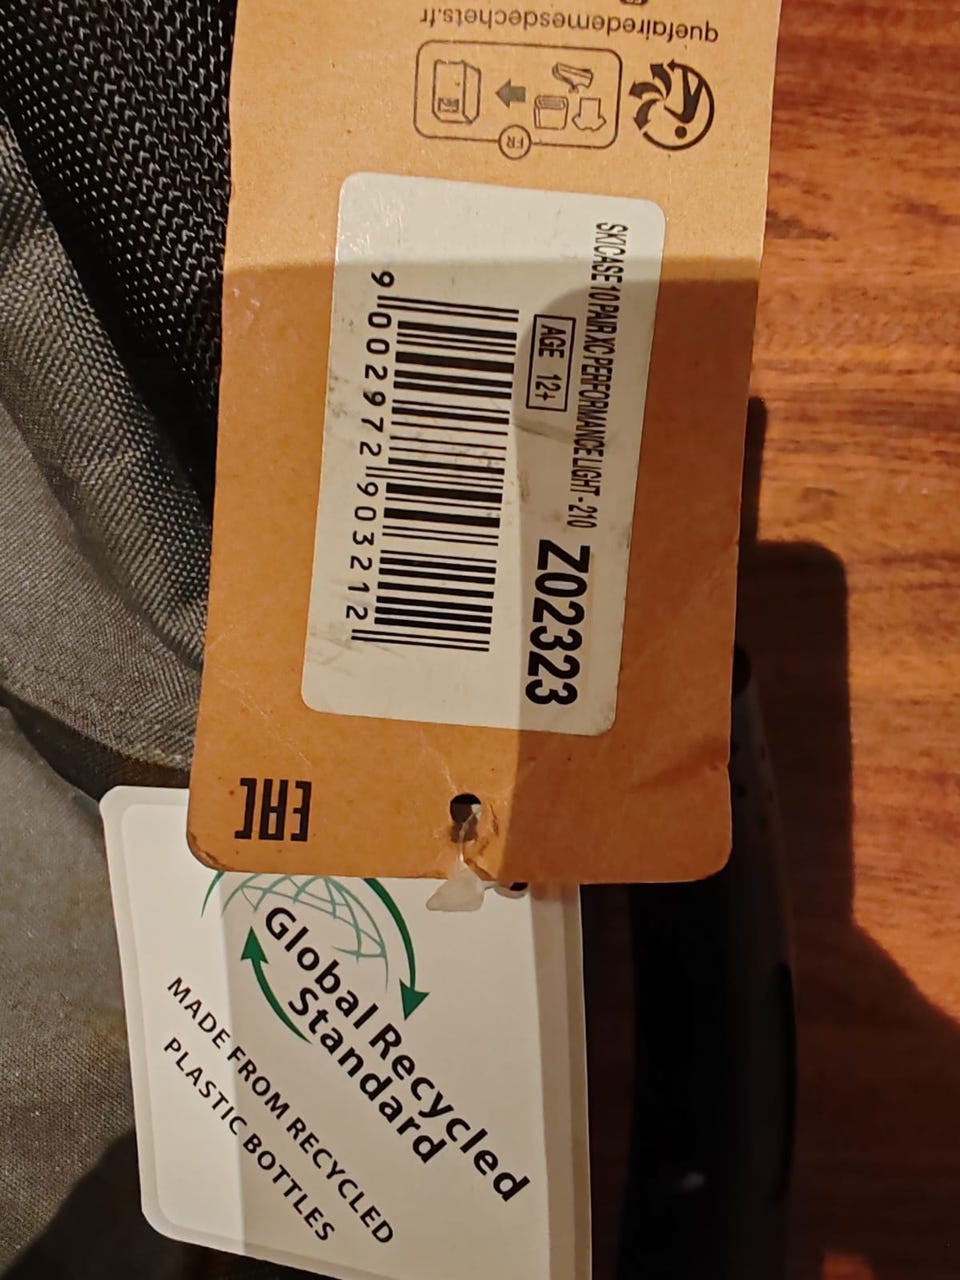 quefairedemesdechets.fr
FR
SKICASE 10 PAIR XC PERFORMANCE LIGHT - 210
AGE 12+
Z02323
9 002972 903212
EAC
Global Recycled
Standard
MADE FROM RECYCLED
PLASTIC BOTTLES